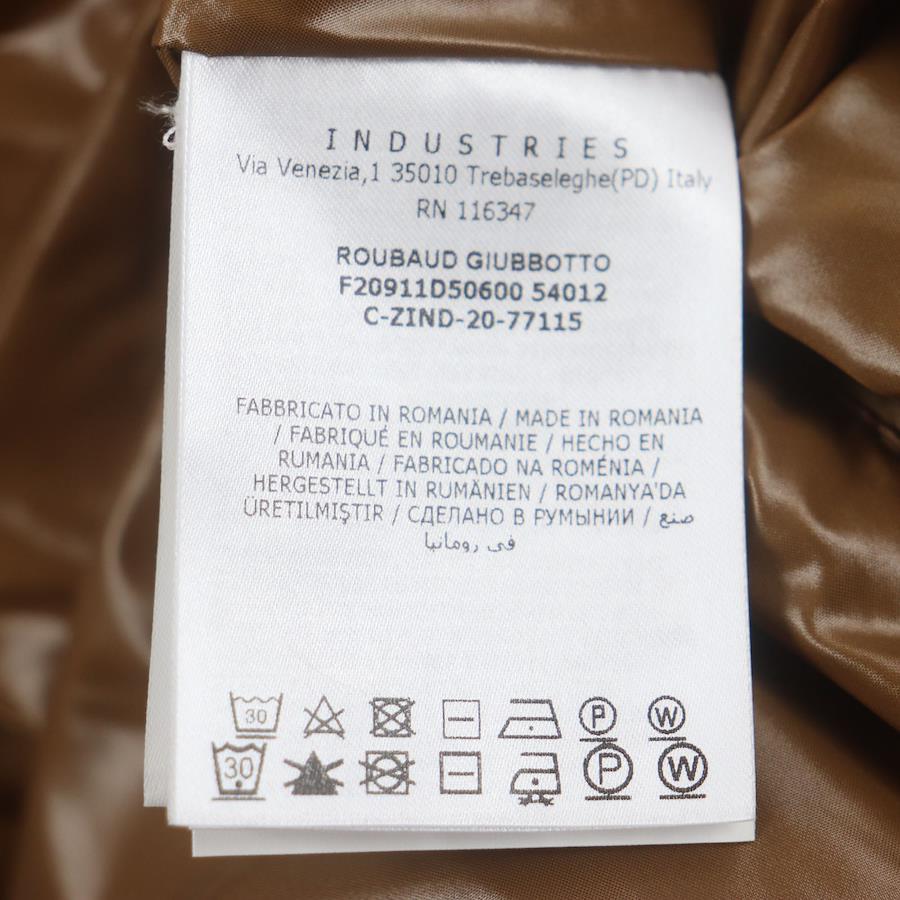 INDUSTRIES
Via Venezia,1 35010 Trebaseleghe(PD) Italy
RN 116347
ROUBAUD GIUBBOTTO
F20911D50600 54012
C-ZIND-20-77115
FABBRICATO IN ROMANIA / MADE IN ROMANIA
/ FABRIQUÉ EN ROUMANIE / HECHO EN
RUMANIA / FABRICADO NA ROMÉNIA /
HERGESTELLT IN RUMÄNIEN / ROMANYA'DA
ÜRETILMIŞTIR / СДЕЛАНО В РУМЫНИИ / صنع
في رومانيا
30 P W
30 P W